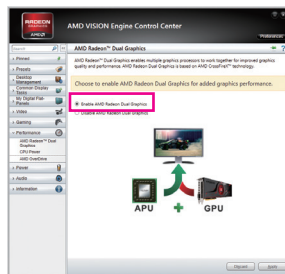 RADEON
GRAPHICS
AMD
AMD VISION Engine Control Center
Preferences
Search
AMD Radeon™ Dual Graphics
Pinned
Presets
Desktop
Management
Common Display
Tasks
My Digital Flat-
Panels
Video
Gaming
Performance
AMD Radeon™ Dual
Graphics
CPU Power
AMD OverDrive
Power
Audio
Information
AMD Radeon™ Dual Graphics enables multiple graphics processors to work together for improved graphics
quality and performance. AMD Radeon Dual Graphics is based on AMD CrossFireX™ technology.
Choose to enable AMD Radeon Dual Graphics for added graphics performance.
Enable AMD Radeon Dual Graphics
Disable AMD Radeon Dual Graphics
APU + GPU
Discard
Apply